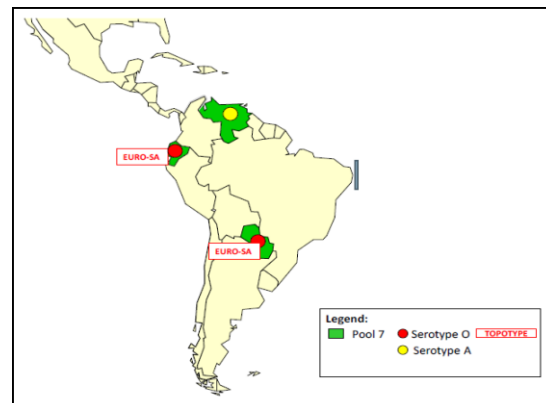 EURO-SA
EURO-SA
Legend:
Pool 7
Serotype O
TOPOTYPE
Serotype A